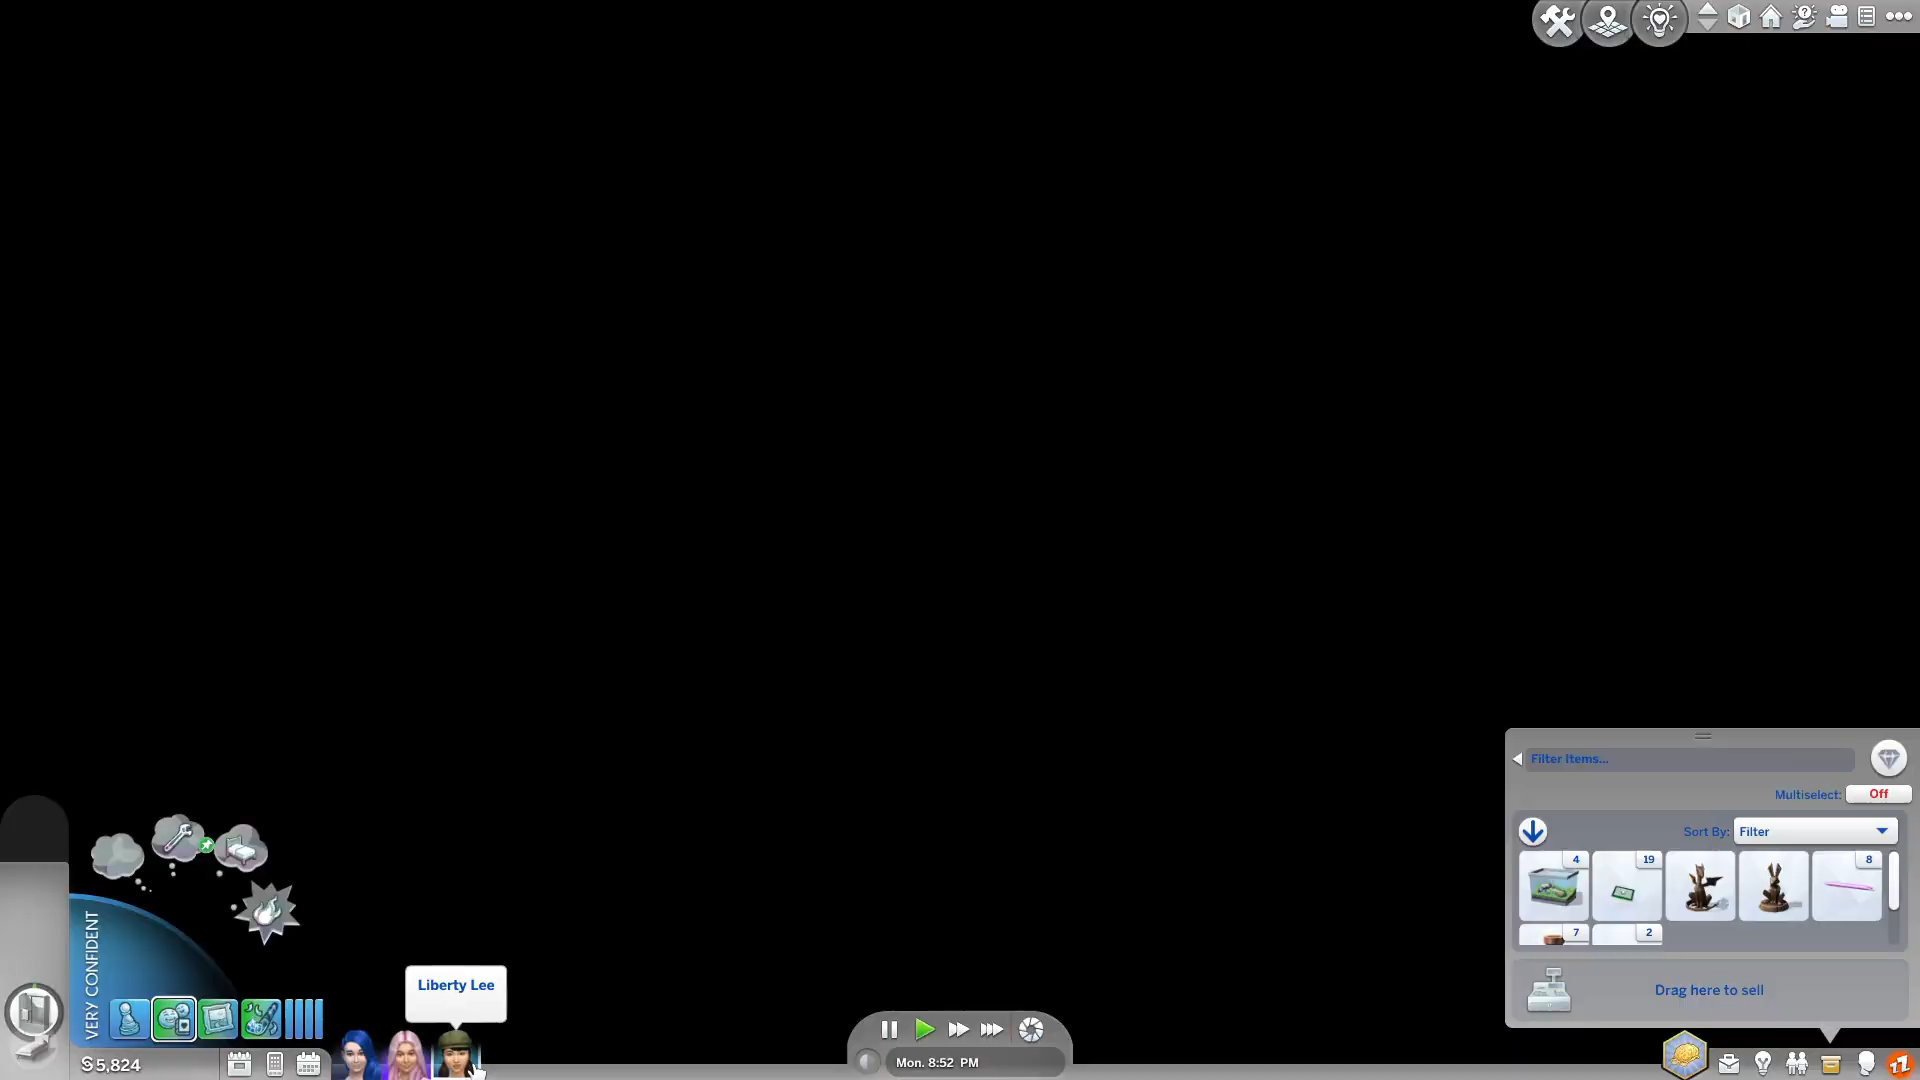 Filter Items...
Multiselect: Off
Sort By: Filter
4
19
8
7
2
Drag here to sell
VERY CONFIDENT
Liberty Lee
5,824
Mon. 8:52 PM